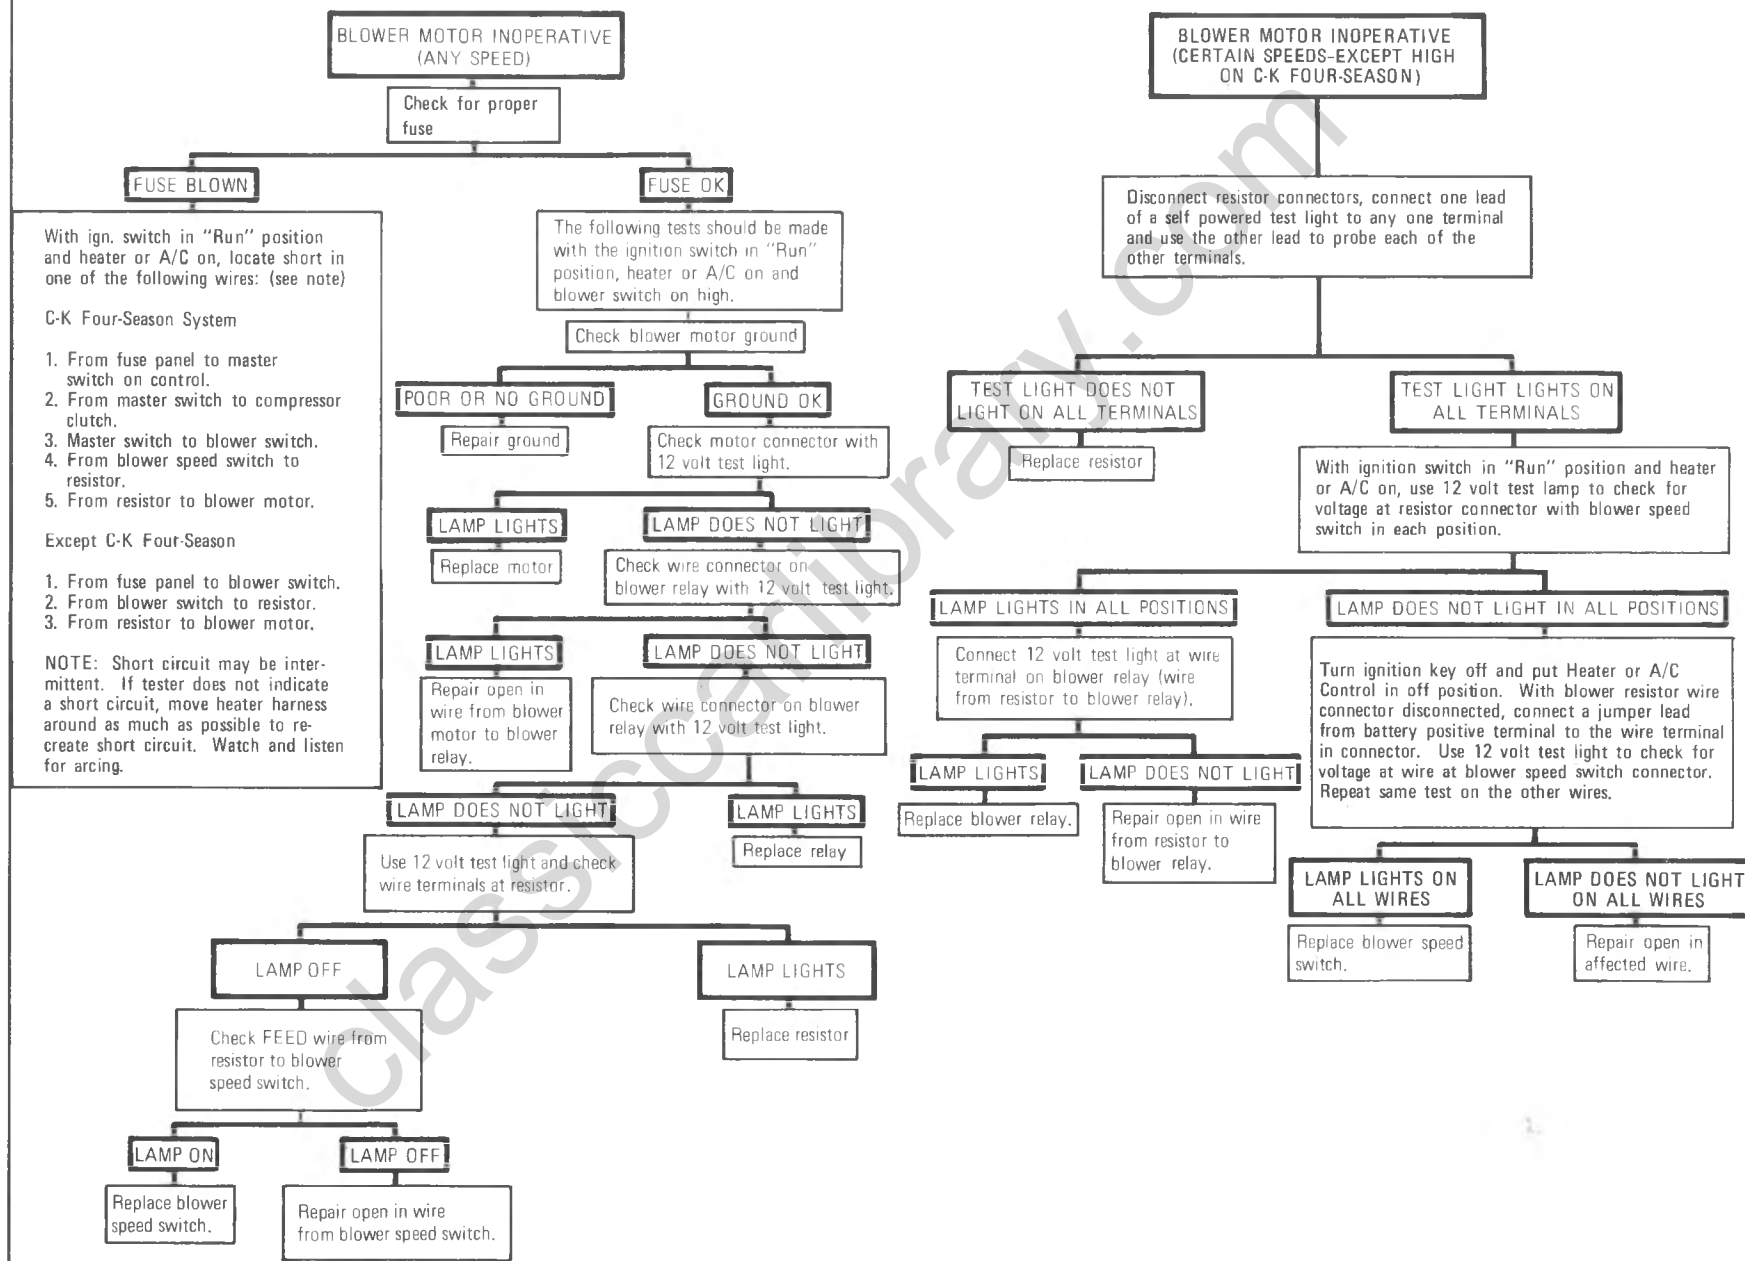 BLOWER MOTOR INOPERATIVE
(ANY SPEED)
Check for proper
fuse
FUSE BLOWN
FUSE OK
With ign. switch in "Run" position
and heater or A/C on, locate short in
one of the following wires: (see note)
C-K Four-Season System
1. From fuse panel to master
switch on control.
2. From master switch to compressor
clutch.
3. Master switch to blower switch.
4. From blower speed switch to
resistor.
5. From resistor to blower motor.
Except C-K Four-Season
1. From fuse panel to blower switch.
2. From blower switch to resistor.
3. From resistor to blower motor.
NOTE: Short circuit may be inter-
mittent. If tester does not indicate
a short circuit, move heater harness
around as much as possible to re-
create short circuit. Watch and listen
for arcing.
The following tests should be made
with the ignition switch in "Run"
position, heater or A/C on and
blower switch on high.
Check blower motor ground
POOR OR NO GROUND
GROUND OK
Repair ground
Check motor connector with
12 volt test light.
LAMP LIGHTS
LAMP DOES NOT LIGHT
Replace motor
Check wire connector on
blower relay with 12 volt test light.
LAMP LIGHTS
LAMP DOES NOT LIGHT
Repair open in
wire from blower
motor to blower
relay.
Check wire connector on blower
relay with 12 volt test light.
LAMP DOES NOT LIGHT
LAMP LIGHTS
Use 12 volt test light and check
wire terminals at resistor.
Replace relay
LAMP OFF
LAMP LIGHTS
Check FEED wire from
resistor to blower
speed switch.
Replace resistor
LAMP ON
LAMP OFF
Replace blower
speed switch.
Repair open in wire
from blower speed switch.
BLOWER MOTOR INOPERATIVE
(CERTAIN SPEEDS-EXCEPT HIGH
ON C-K FOUR-SEASON)
Disconnect resistor connectors, connect one lead
of a self powered test light to any one terminal
and use the other lead to probe each of the
other terminals.
TEST LIGHT DOES NOT
LIGHT ON ALL TERMINALS
TEST LIGHT LIGHTS ON
ALL TERMINALS
Replace resistor
With ignition switch in "Run" position and heater
or A/C on, use 12 volt test lamp to check for
voltage at resistor connector with blower speed
switch in each position.
LAMP LIGHTS IN ALL POSITIONS
LAMP DOES NOT LIGHT IN ALL POSITIONS
Connect 12 volt test light at wire
terminal on blower relay (wire
from resistor to blower relay).
Turn ignition key off and put Heater or A/C
Control in off position. With blower resistor wire
connector disconnected, connect a jumper lead
from battery positive terminal to the wire terminal
in connector. Use 12 volt test light to check for
voltage at wire at blower speed switch connector.
Repeat same test on the other wires.
LAMP LIGHTS
LAMP DOES NOT LIGHT
Replace blower relay.
Repair open in wire
from resistor to
blower relay.
LAMP LIGHTS ON
ALL WIRES
LAMP DOES NOT LIGHT
ON ALL WIRES
Replace blower speed
switch.
Repair open in
affected wire.
classiccarlibrary.com